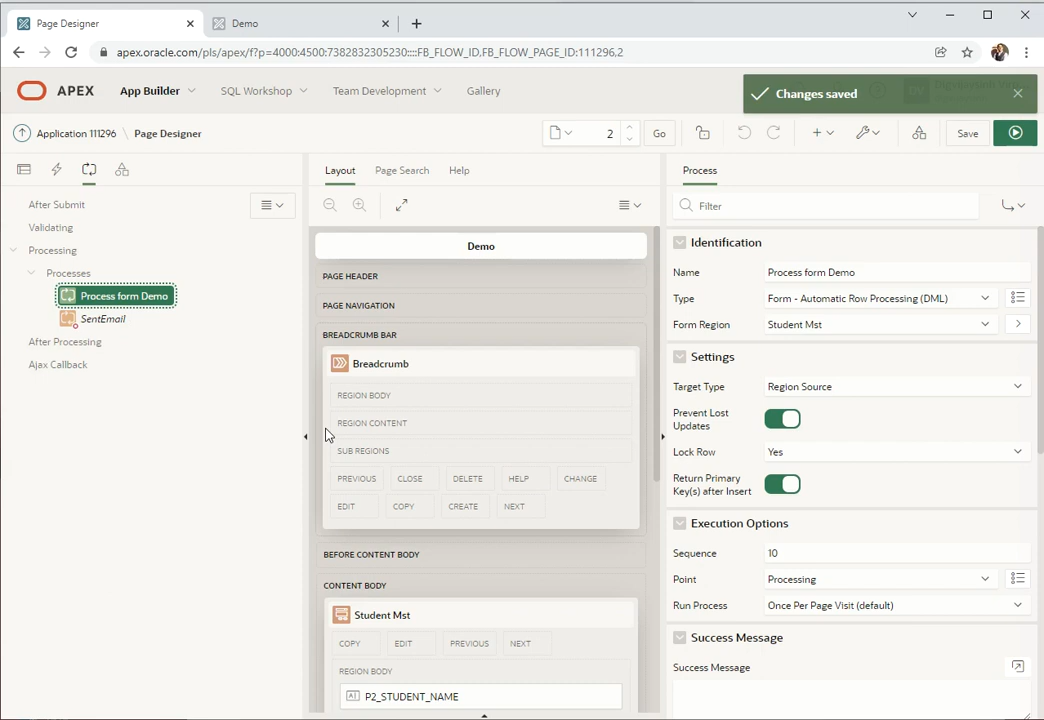 Page Designer
Demo
apex.oracle.com/pls/apex/f?p=4000:4500:7382832305230::::FB_FLOW_ID,FB_FLOW_PAGE_ID:111296,2
APEX App Builder SQL Workshop Team Development Gallery
Changes saved
Application 111296 \ Page Designer
2 Go Save
Layout Page Search Help
Process
After Submit
Validating
Processing
Processes
Process form Demo
SentEmail
After Processing
Ajax Callback
Demo
PAGE HEADER
PAGE NAVIGATION
BREADCRUMB BAR
Breadcrumb
REGION BODY
REGION CONTENT
SUB REGIONS
PREVIOUS CLOSE DELETE HELP CHANGE
EDIT COPY CREATE NEXT
BEFORE CONTENT BODY
CONTENT BODY
Student Mst
COPY EDIT PREVIOUS NEXT
REGION BODY
P2_STUDENT_NAME
Filter
Identification
Name Process form Demo
Type Form - Automatic Row Processing (DML)
Form Region Student Mst
Settings
Target Type Region Source
Prevent Lost
Updates
Lock Row Yes
Return Primary
Key(s) after Insert
Execution Options
Sequence 10
Point Processing
Run Process Once Per Page Visit (default)
Success Message
Success Message